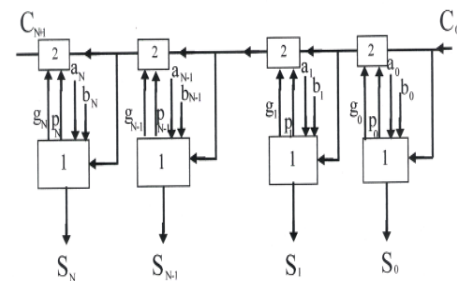 C_{N+1} C_0
2 2 2 2
a_N a_{N-1} a_1 a_0
b_N b_{N-1} b_1 b_0
g_N p_N g_{N-1} p_{N-1} g_1 p_1 g_0 p_0
1 1 1 1
S_N S_{N-1} S_1 S_0